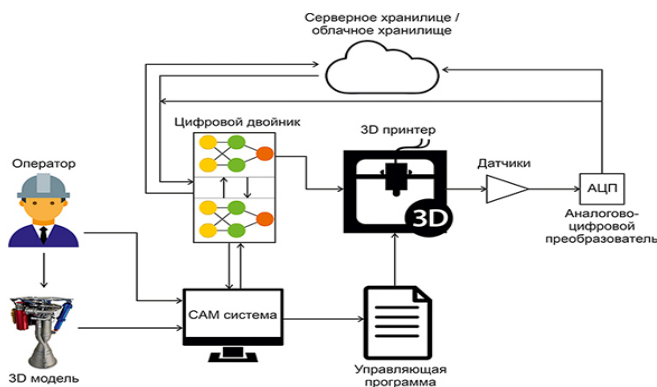 Серверное хранилице /
облачное хранилище
Цифровой двойник
3D принтер
Оператор
Датчики
АЦП
3D
Аналогово-
цифровой
преобразователь
CAM система
3D модель
Управляющая
программа